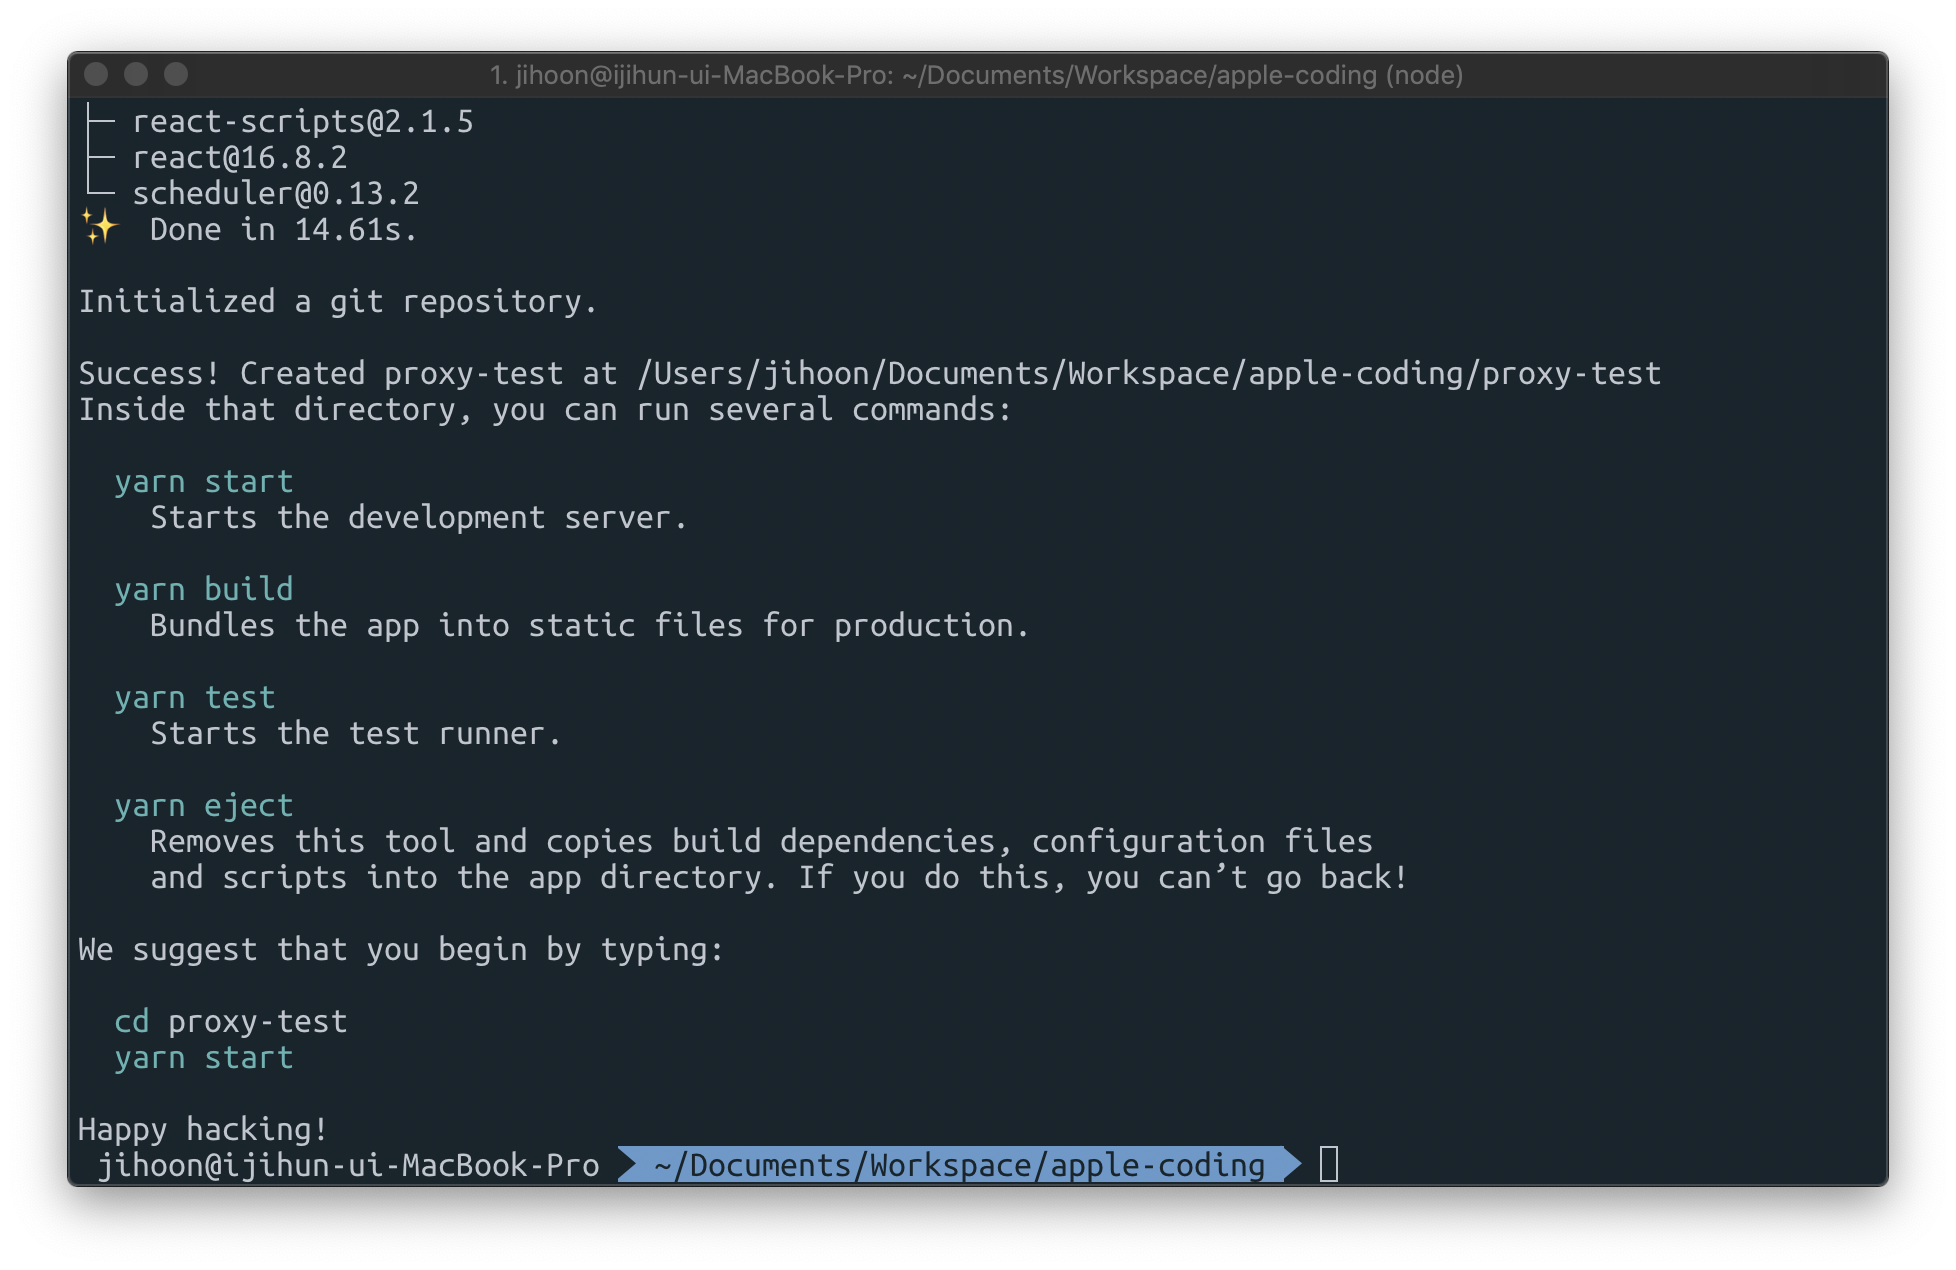 1. jihoon@ijihun-ui-MacBook-Pro: ~/Documents/Workspace/apple-coding (node)
├─ react-scripts@2.1.5
├─ react@16.8.2
└─ scheduler@0.13.2
✨  Done in 14.61s.
Initialized a git repository.
Success! Created proxy-test at /Users/jihoon/Documents/Workspace/apple-coding/proxy-test
Inside that directory, you can run several commands:
yarn start
Starts the development server.
yarn build
Bundles the app into static files for production.
yarn test
Starts the test runner.
yarn eject
Removes this tool and copies build dependencies, configuration files
and scripts into the app directory. If you do this, you can’t go back!
We suggest that you begin by typing:
cd proxy-test
yarn start
Happy hacking!
jihoon@ijihun-ui-MacBook-Pro ~/Documents/Workspace/apple-coding